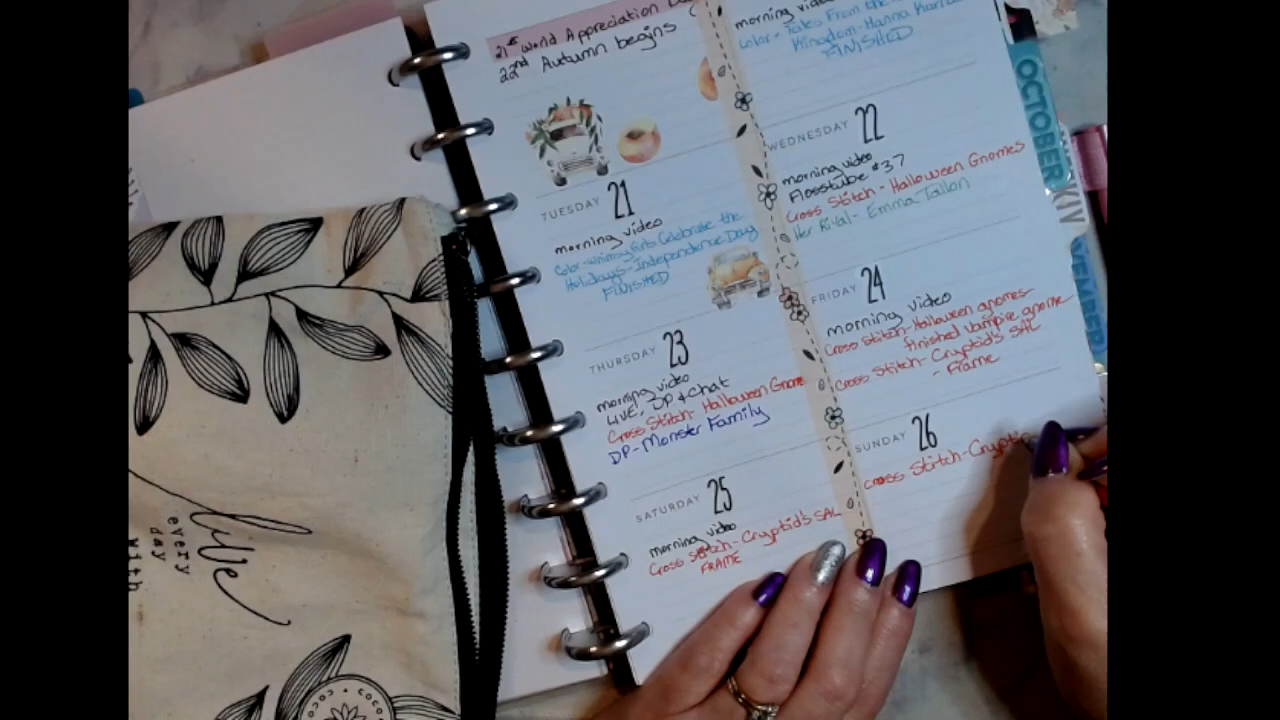 21st World Appreciation
22nd Autumn begins
TUESDAY 21
morning video
Color-Whimsy Girls Celebrate the
Holidays-Independence Day
FINISHED
THURSDAY 23
morning video
LIVE, DP & Chat
Cross Stitch- Halloween Gnome
DP-Monster Family
SATURDAY 25
morning video
Cross Stitch-Cryptid's SAL
FRAME
morning video
Color- Tales From the
Kingdom-Hanna
FINISHED
WEDNESDAY 22
morning video
Flosstube #37
Cross Stitch- Halloween Gnomes
Her Rival- Emma Tallon
FRIDAY 24
morning video
Cross Stitch-Halloween gnomes-
finished vampire gnome
Cross Stitch- Cryptid's SAL
- Frame
SUNDAY 26
Cross Stitch-Cryptid
OCTOBER
live
every
day
with